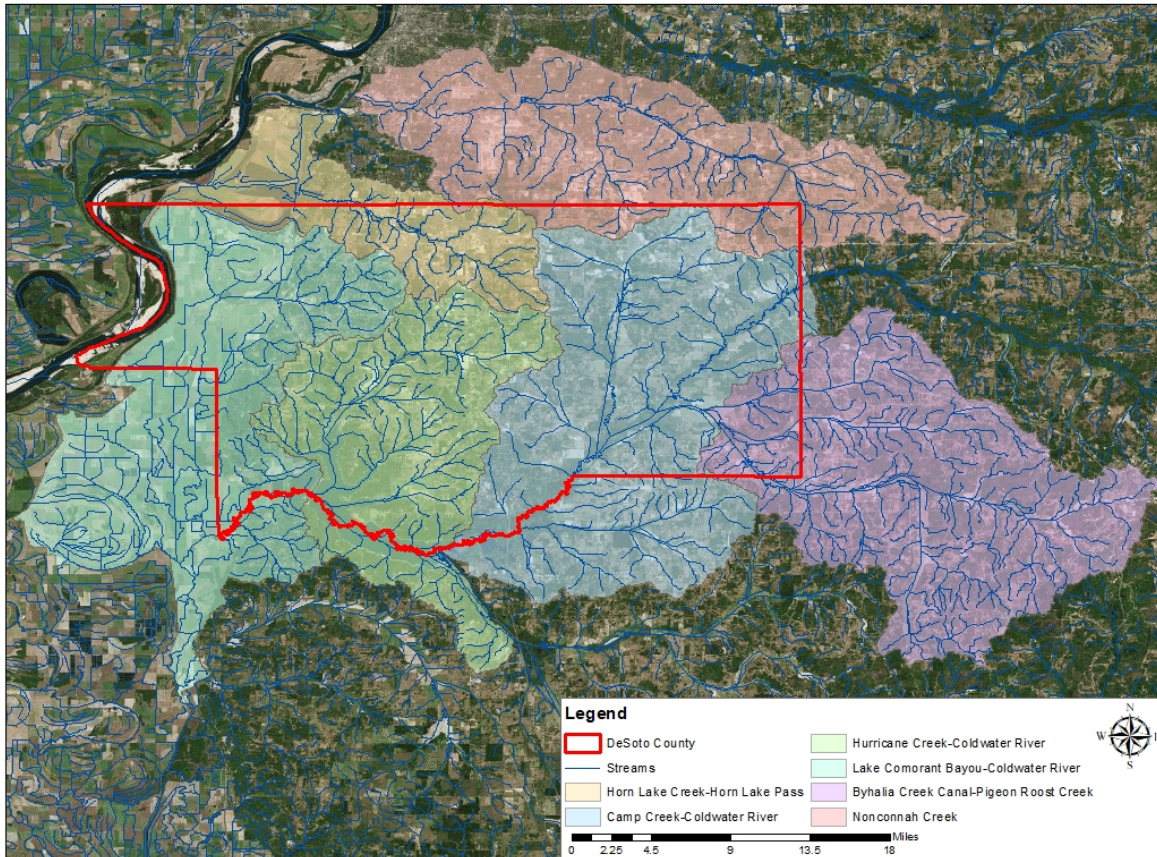 Legend
DeSoto County
Streams
Horn Lake Creek-Horn Lake Pass
Camp Creek-Coldwater River
Hurricane Creek-Coldwater River
Lake Comorant Bayou-Coldwater River
Byhalia Creek Canal-Pigeon Roost Creek
Nonconnah Creek
N
W E
S
Miles
0 2.25 4.5 9 13.5 18